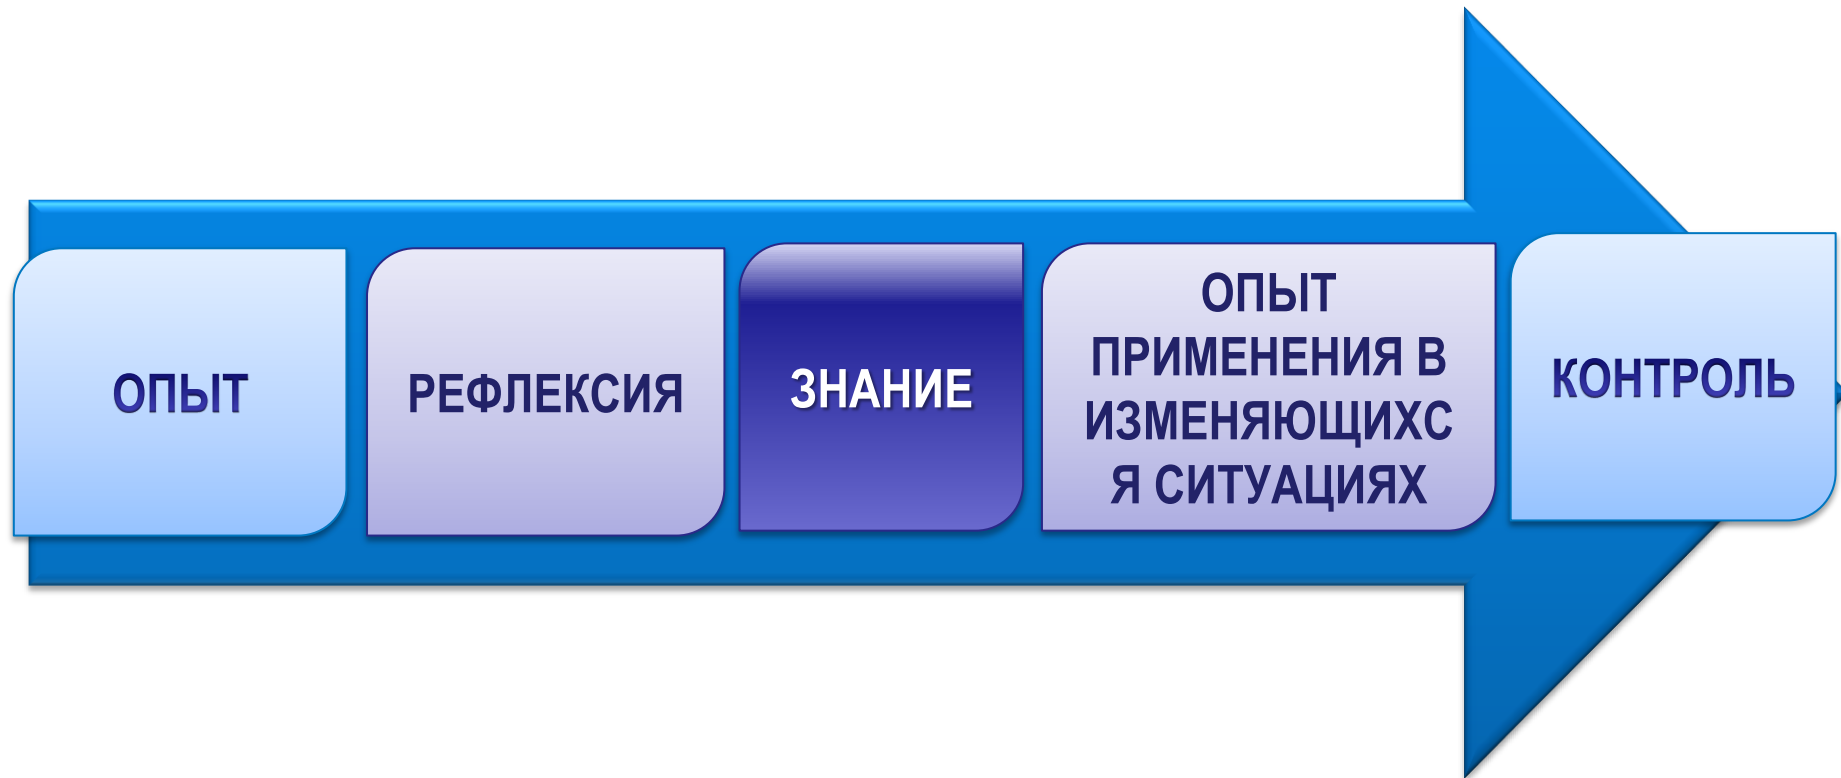 ОПЫТ
РЕФЛЕКСИЯ
ЗНАНИЕ
ОПЫТ
ПРИМЕНЕНИЯ В
ИЗМЕНЯЮЩИХС
Я СИТУАЦИЯХ
КОНТРОЛЬ